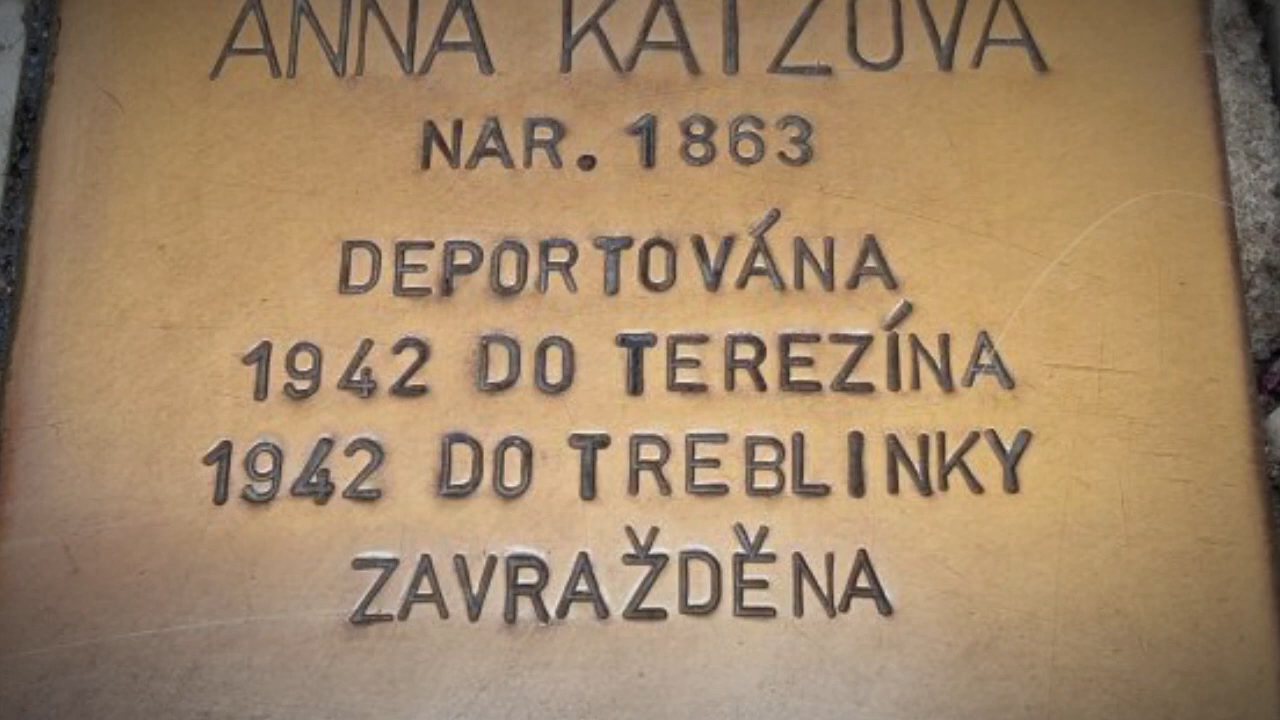 ANNA KATZOVÁ
NAR. 1863
DEPORTOVÁNA
1942 DO TEREZÍNA
1942 DO TREBLINKY
ZAVRAŽDĚNA